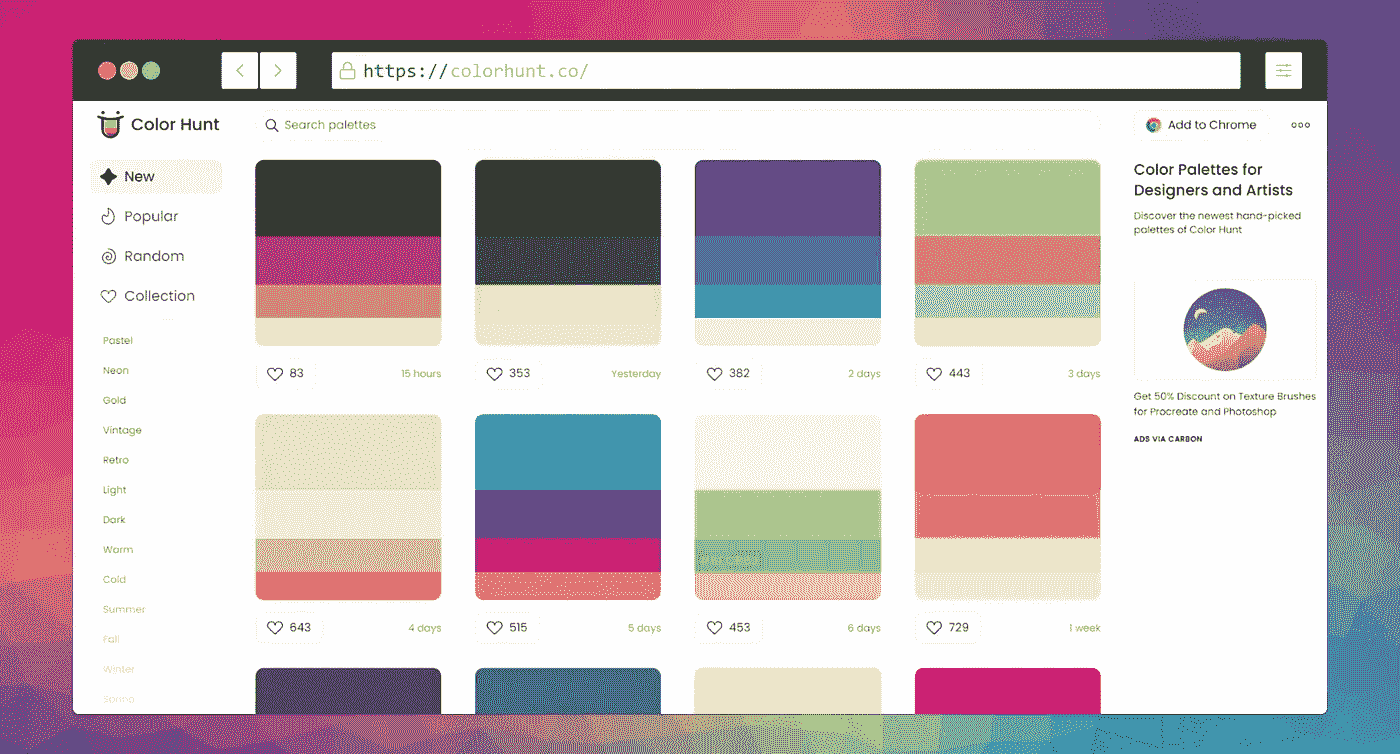 https://colorhunt.co/
Color Hunt
Search palettes
Add to Chrome
New
Popular
Random
Collection
Pastel
Neon
Gold
Vintage
Retro
Light
Dark
Warm
Cold
Summer
Fall
Winter
Spring
83
15 hours
353
Yesterday
382
2 days
443
3 days
643
4 days
515
5 days
453
6 days
729
1 week
Color Palettes for
Designers and Artists
Discover the newest hand-picked
palettes of Color Hunt
Get 50% Discount on Texture Brushes
for Procreate and Photoshop
ADS VIA CARBON